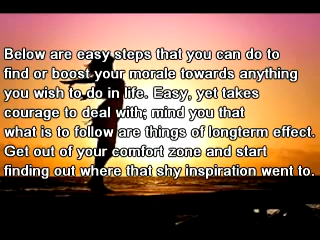 Below are easy steps that you can do to
find or boost your morale towards anything
you wish to do in life. Easy, yet takes
courage to deal with; mind you that
what is to follow are things of longterm effect.
Get out of your comfort zone and start
finding out where that shy inspiration went to.